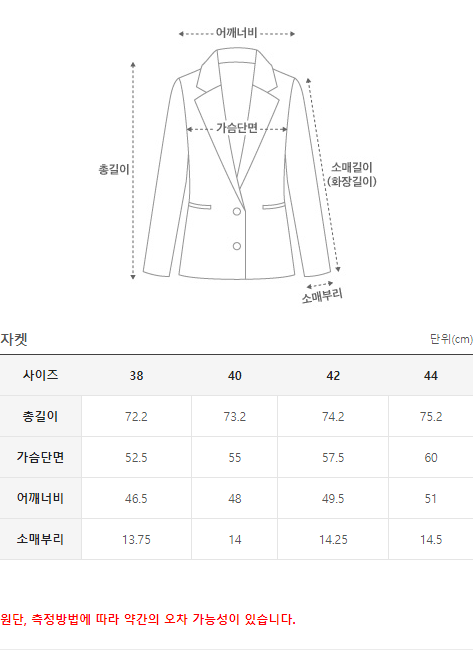 어깨너비
가슴단면
총길이
소매길이
(화장길이)
소매부리
자켓 단위(cm)
사이즈 38 40 42 44
총길이 72.2 73.2 74.2 75.2
가슴단면 52.5 55 57.5 60
어깨너비 46.5 48 49.5 51
소매부리 13.75 14 14.25 14.5
원단, 측정방법에 따라 약간의 오차 가능성이 있습니다.